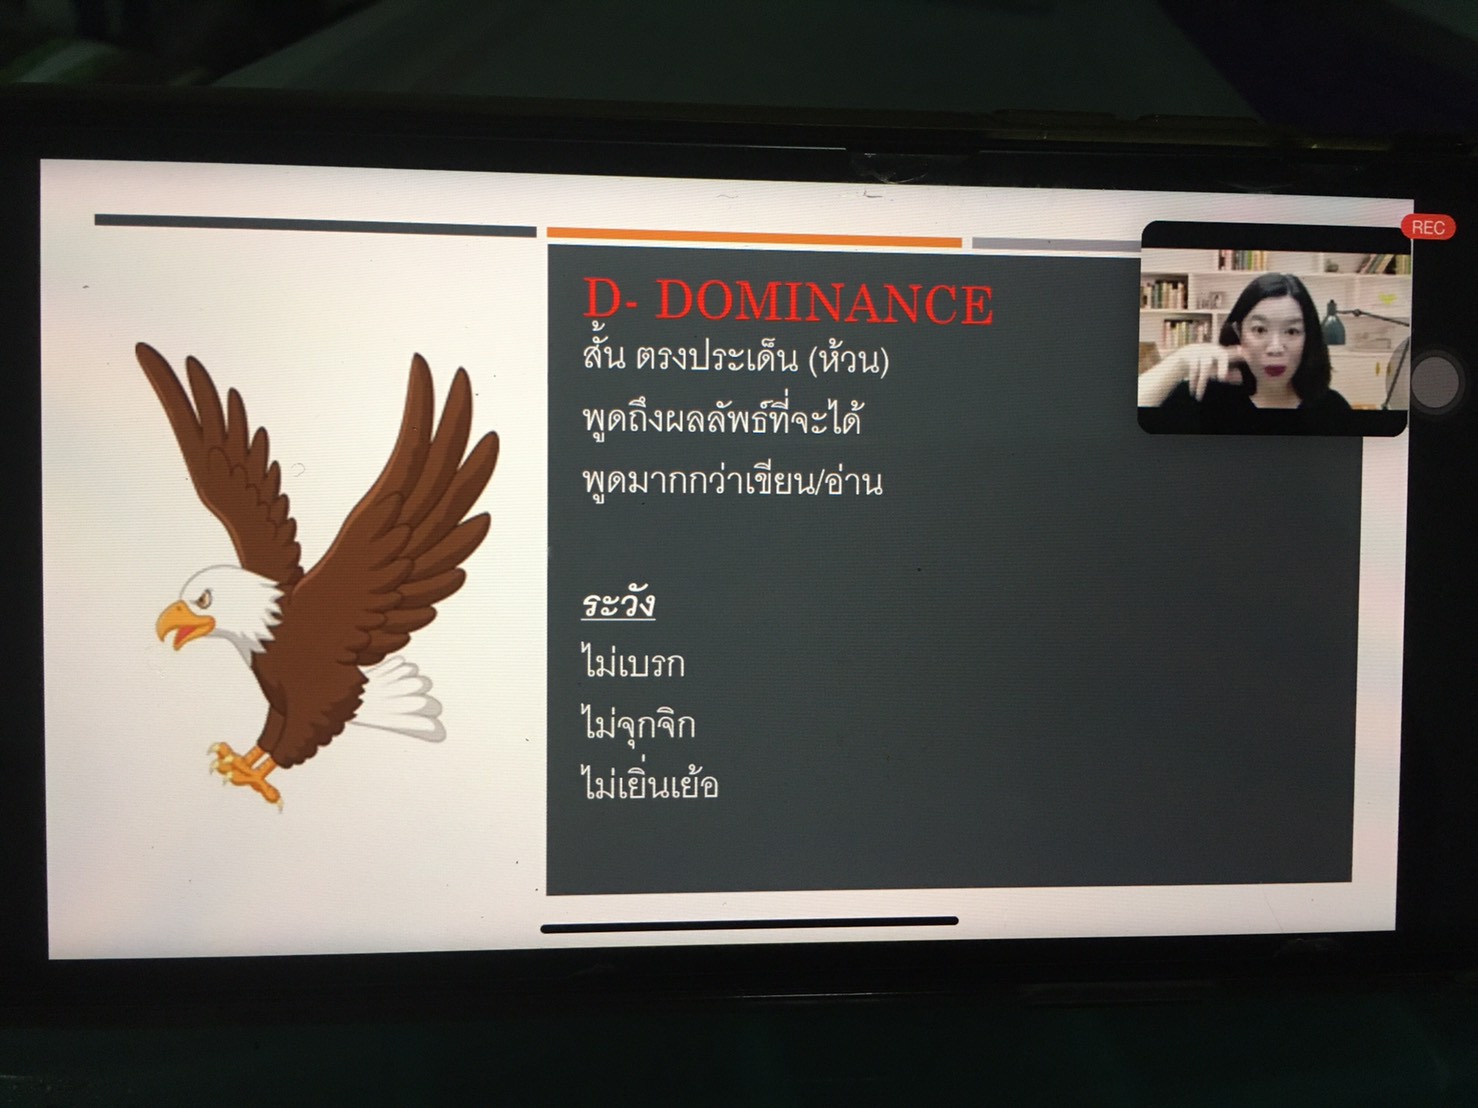 D- DOMINANCE
สั้น ตรงประเด็น (ห้วน)
พูดถึงผลลัพธ์ที่จะได้
พูดมากกว่าเขียน/อ่าน
ระวัง
ไม่เบรก
ไม่จุกจิก
ไม่เยิ่นเย้อ
REC